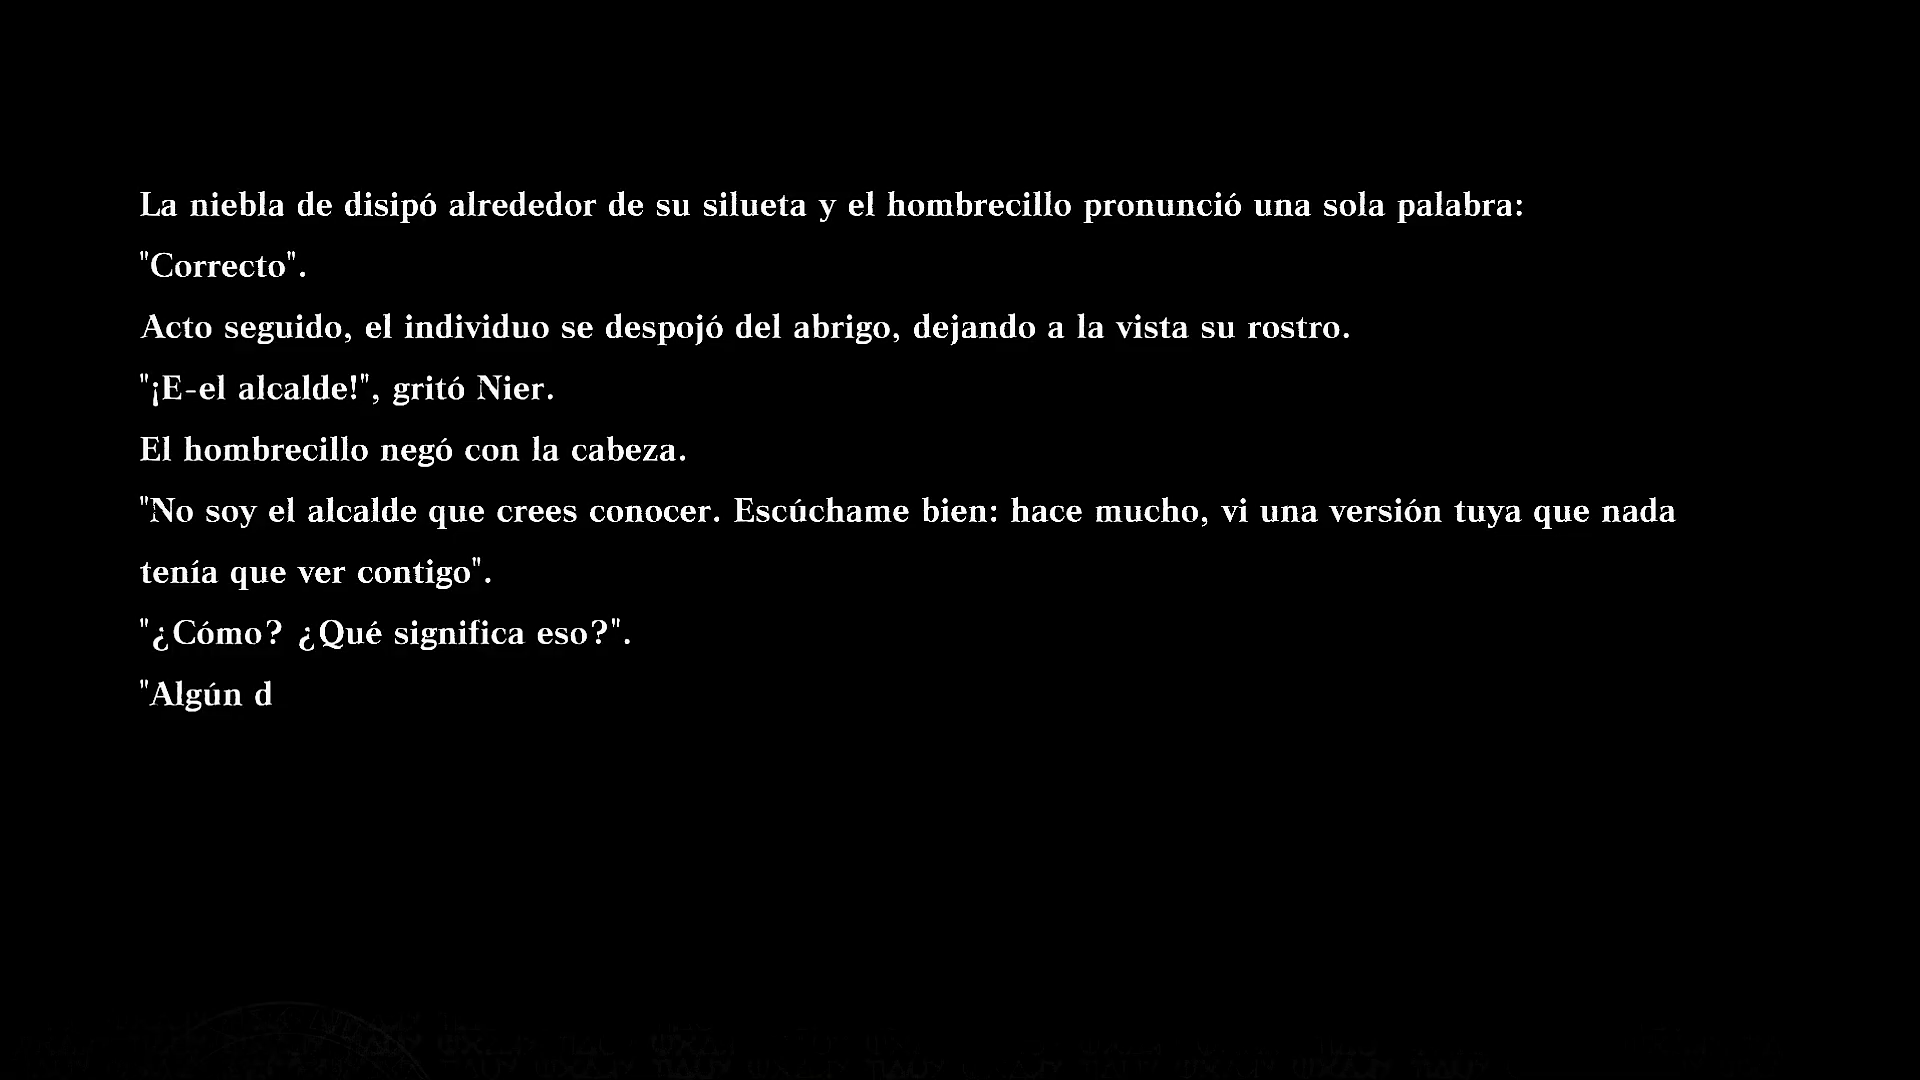 La niebla de disipó alrededor de su silueta y el hombrecillo pronunció una sola palabra:
"Correcto".
Acto seguido, el individuo se despojó del abrigo, dejando a la vista su rostro.
"¡E-el alcalde!", gritó Nier.
El hombrecillo negó con la cabeza.
"No soy el alcalde que crees conocer. Escúchame bien: hace mucho, vi una versión tuya que nada
tenía que ver contigo".
"¿Cómo? ¿Qué significa eso?".
"Algún d